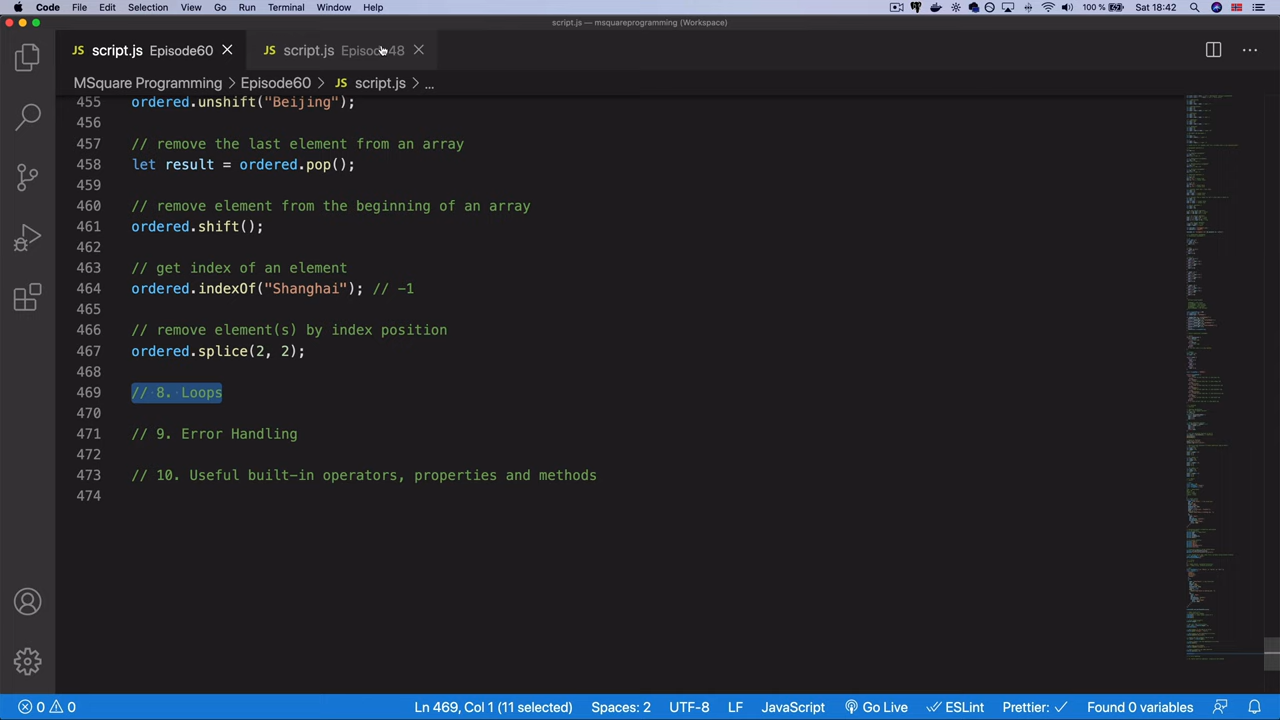 Code File Edit Selection View Go Run Terminal Window Help 100 % Sat 18:42
script.js — msquareprogramming (Workspace)
JS script.js Episode60 JS script.js Episode48
MSquare Programming > Episode60 > JS script.js > ...
455 ordered.unshift("Beijing");
456
457 // remove the last element from an array
458 let result = ordered.pop();
459
460 // remove element from the beginning of an array
461 ordered.shift();
462
463 // get index of an element
464 ordered.indexOf("Shanghai"); // -1
465
466 // remove element(s) by index position
467 ordered.splice(2, 2);
468
469 // 8. Loops
470
471 // 9. Error Handling
472
473 // 10. Useful built-in operators, properties and methods
474
0 0 Ln 469, Col 1 (11 selected) Spaces: 2 UTF-8 LF JavaScript Go Live ESLint Prettier: ✓ Found 0 variables